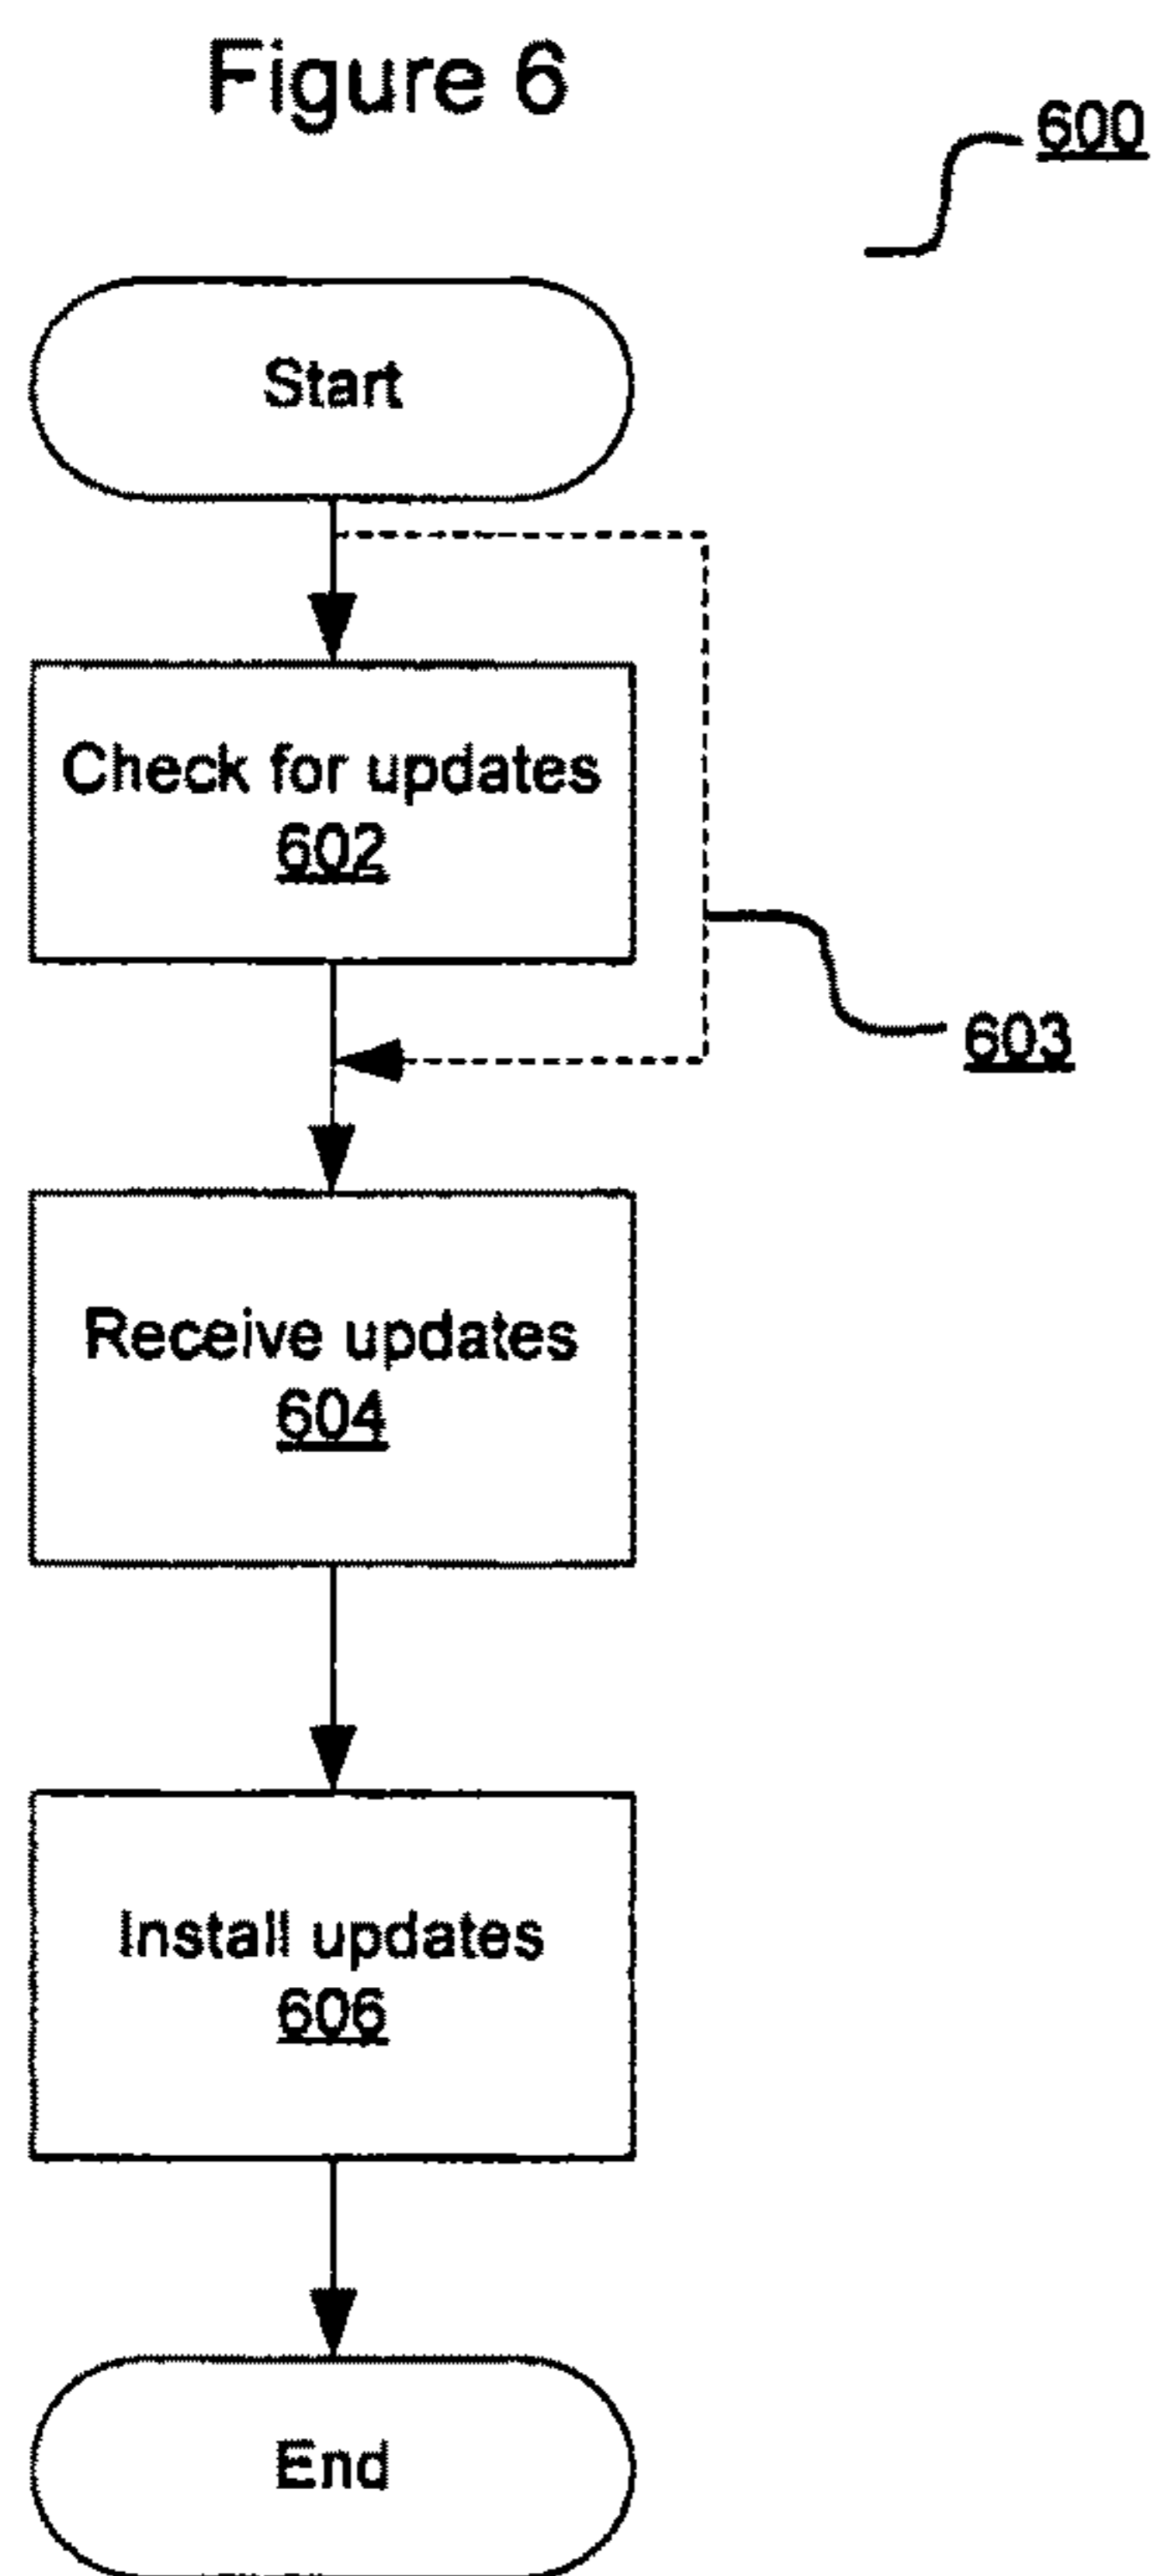 Figure 6
600
Start
Check for updates
602
603
Receive updates
604
Install updates
606
End